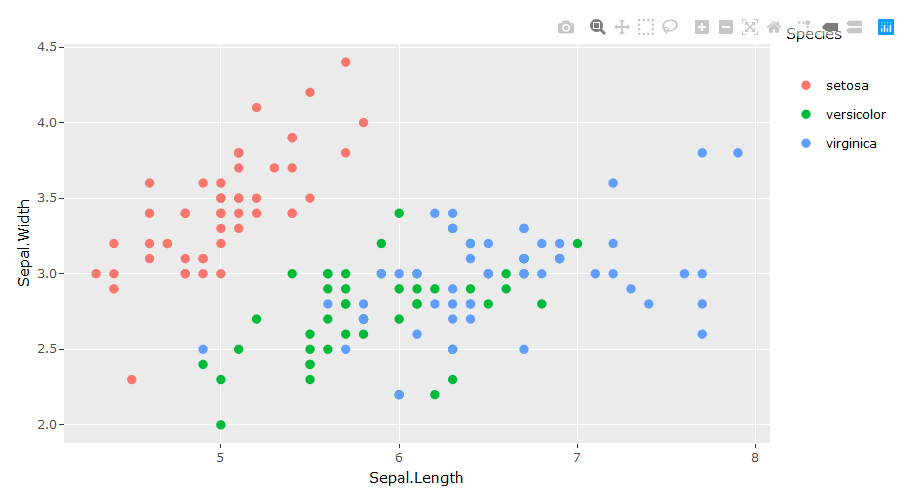 Species
setosa
versicolor
virginica
4.5
4.0
3.5
3.0
2.5
2.0
Sepal.Width
5
6
7
8
Sepal.Length